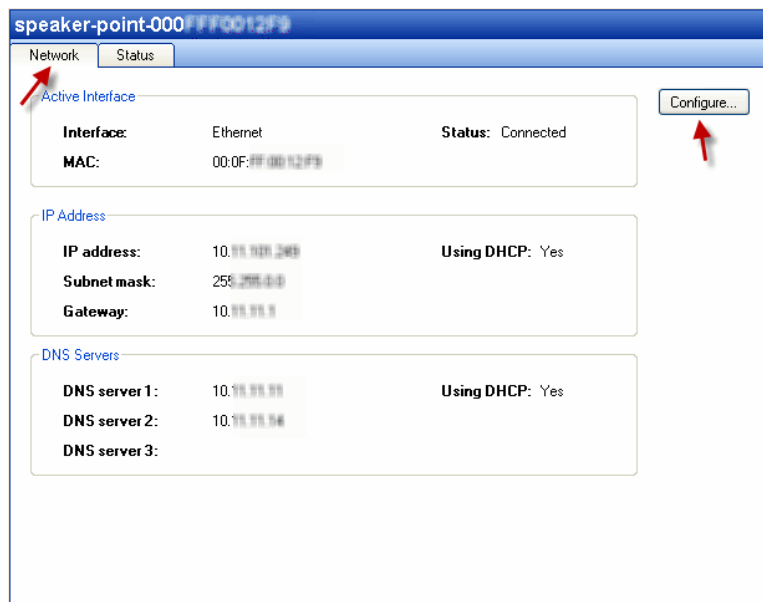 speaker-point-000
Network Status
Active Interface
Configure...
Interface: Ethernet Status: Connected
MAC: 00:0F:
IP Address
IP address: 10. Using DHCP: Yes
Subnet mask: 255
Gateway: 10.
DNS Servers
DNS server 1: 10. Using DHCP: Yes
DNS server 2: 10.
DNS server 3: